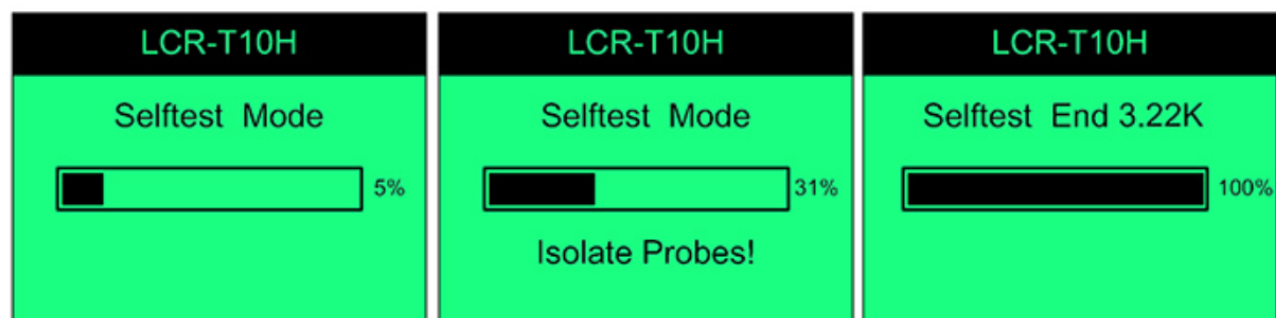 LCR-T10H
Selftest Mode
5%
LCR-T10H
Selftest Mode
31%
Isolate Probes!
LCR-T10H
Selftest End 3.22K
100%